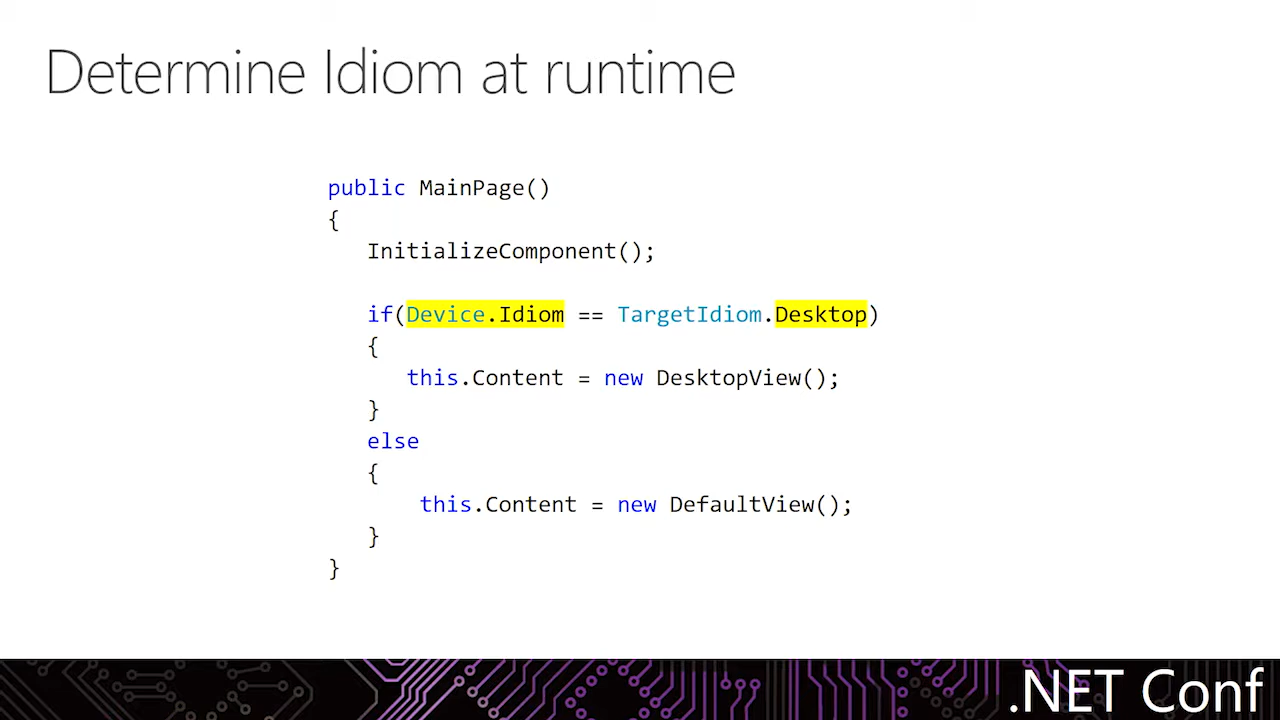 Determine Idiom at runtime
public MainPage()
{
InitializeComponent();
if(Device.Idiom == TargetIdiom.Desktop)
{
this.Content = new DesktopView();
}
else
{
this.Content = new DefaultView();
}
}
.NET Conf